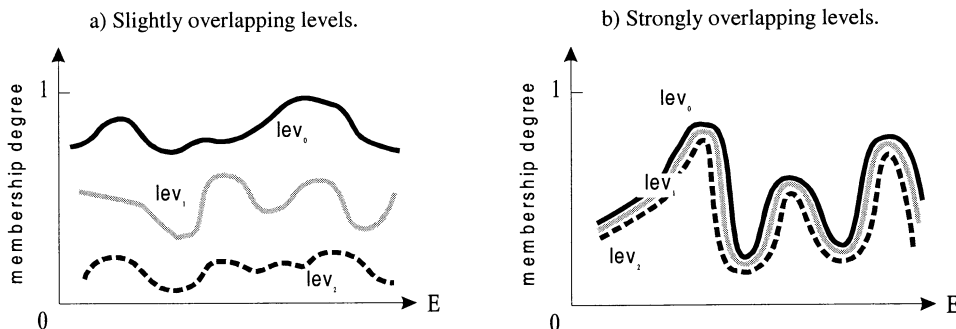 a) Slightly overlapping levels.
membership degree
1
lev₀
lev₁
lev₂
0
E
b) Strongly overlapping levels.
membership degree
1
lev₀
lev₁
lev₂
0
E